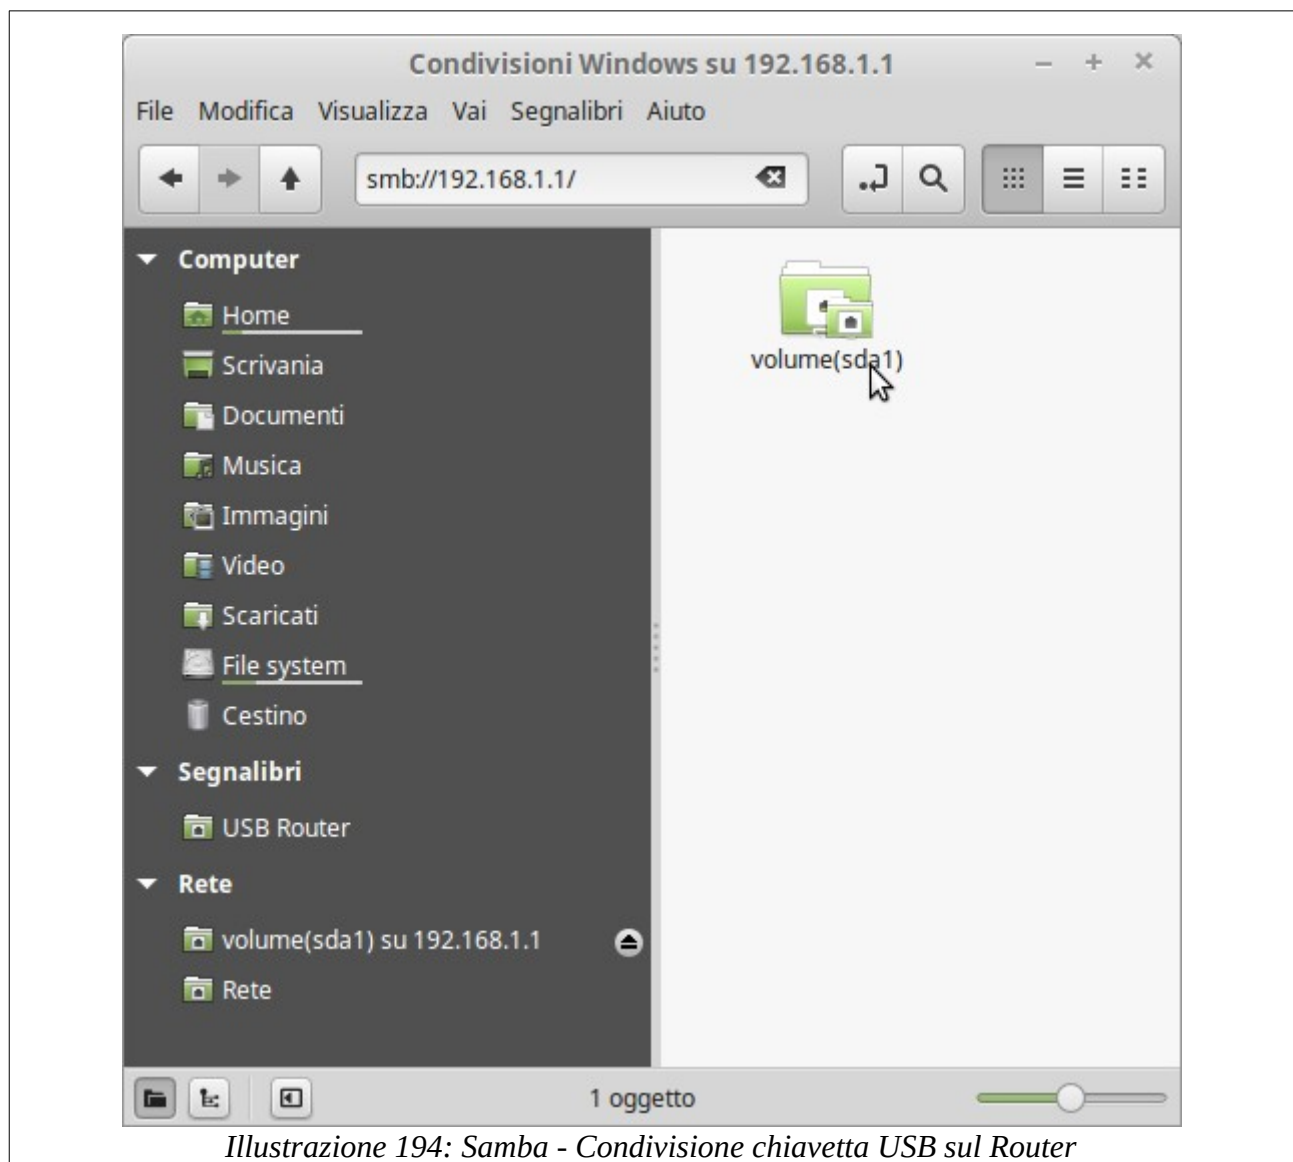 Condivisioni Windows su 192.168.1.1
File Modifica Visualizza Vai Segnalibri Aiuto
smb://192.168.1.1/
Computer
Home
Scrivania
Documenti
Musica
Immagini
Video
Scaricati
File system
Cestino
Segnalibri
USB Router
Rete
volume(sda1) su 192.168.1.1
Rete
volume(sda1)
1 oggetto
Illustrazione 194: Samba - Condivisione chiavetta USB sul Router